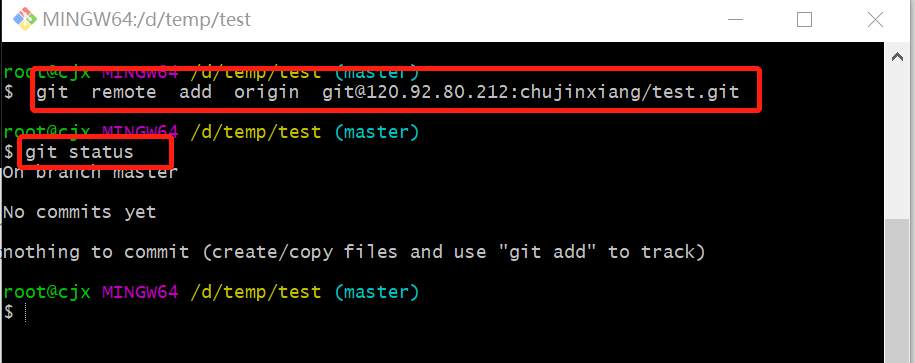 MINGW64:/d/temp/test
root@cjx MINGW64 /d/temp/test (master)
$ git remote add origin git@120.92.80.212:chujinxiang/test.git
root@cjx MINGW64 /d/temp/test (master)
$ git status
On branch master
No commits yet
nothing to commit (create/copy files and use "git add" to track)
root@cjx MINGW64 /d/temp/test (master)
$